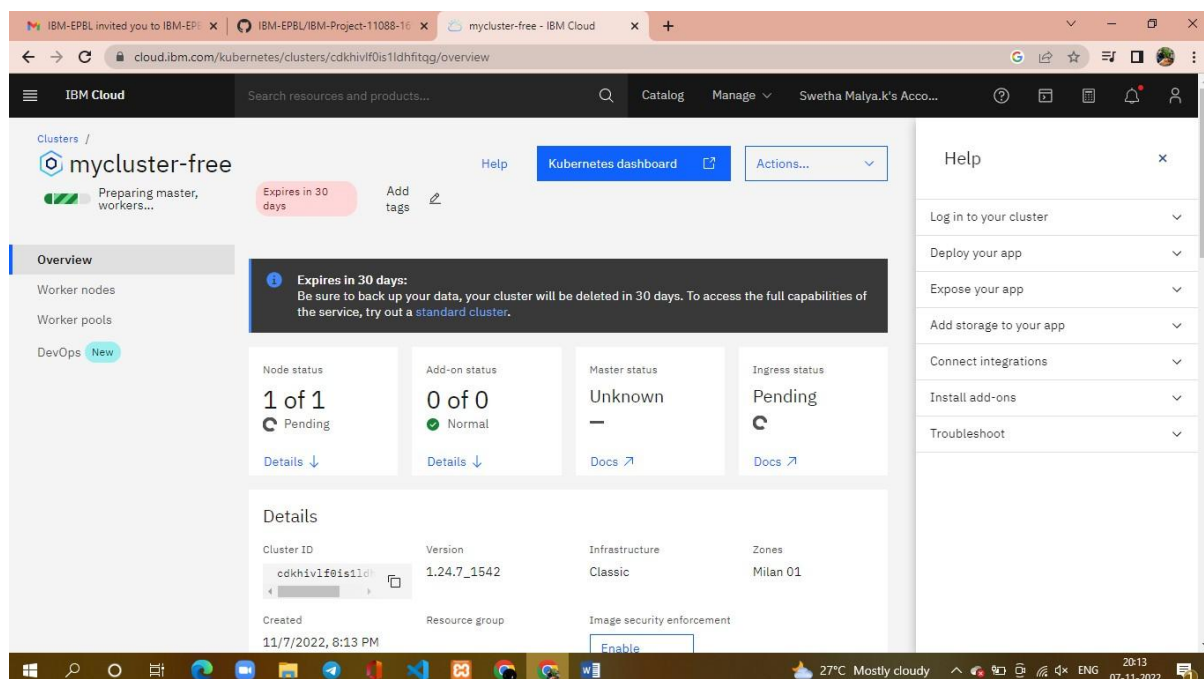 IBM-EPBL invited you to IBM-EPB
IBM-EPBL/IBM-Project-11088-16
mycluster-free - IBM Cloud
cloud.ibm.com/kubernetes/clusters/cdkhivlf0is1ldhfitqg/overview
IBM Cloud
Search resources and products...
Catalog
Manage
Swetha Malya.k's Acco...
Clusters /
mycluster-free
Help
Kubernetes dashboard
Actions...
Preparing master,
workers...
Expires in 30
days
Add
tags
Overview
Worker nodes
Worker pools
DevOps New
Expires in 30 days:
Be sure to back up your data, your cluster will be deleted in 30 days. To access the full capabilities of
the service, try out a standard cluster.
Node status
1 of 1
Pending
Details
Add-on status
0 of 0
Normal
Details
Master status
Unknown
Docs
Ingress status
Pending
Docs
Details
Cluster ID
cdkhivlf0is1ldh
Version
1.24.7_1542
Infrastructure
Classic
Zones
Milan 01
Created
11/7/2022, 8:13 PM
Resource group
Image security enforcement
Enable
Help
Log in to your cluster
Deploy your app
Expose your app
Add storage to your app
Connect integrations
Install add-ons
Troubleshoot
27°C Mostly cloudy
ENG
20:13
07-11-2022